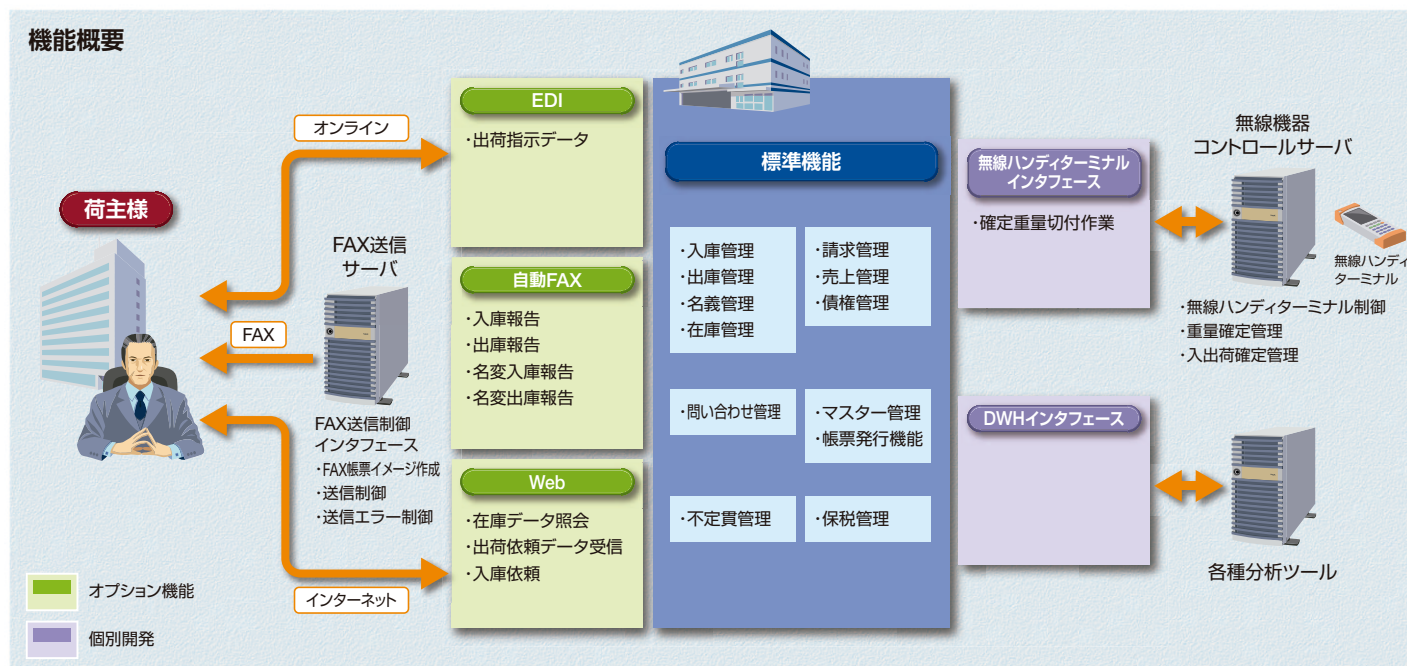 機能概要
オンライン
荷主様
FAX送信
サーバ
FAX
FAX送信制御
インタフェース
・FAX帳票イメージ作成
・送信制御
・送信エラー制御
インターネット
オプション機能
個別開発
EDI
・出荷指示データ
自動FAX
・入庫報告
・出庫報告
・名変入庫報告
・名変出庫報告
Web
・在庫データ照会
・出荷依頼データ受信
・入庫依頼
標準機能
・入庫管理
・出庫管理
・名義管理
・在庫管理
・請求管理
・売上管理
・債権管理
・問い合わせ管理
・マスター管理
・帳票発行機能
・不定貫管理
・保税管理
無線ハンディターミナル
インタフェース
・確定重量切付作業
DWHインタフェース
無線機器
コントロールサーバ
無線ハンディ
ターミナル
・無線ハンディターミナル制御
・重量確定管理
・入出荷確定管理
各種分析ツール